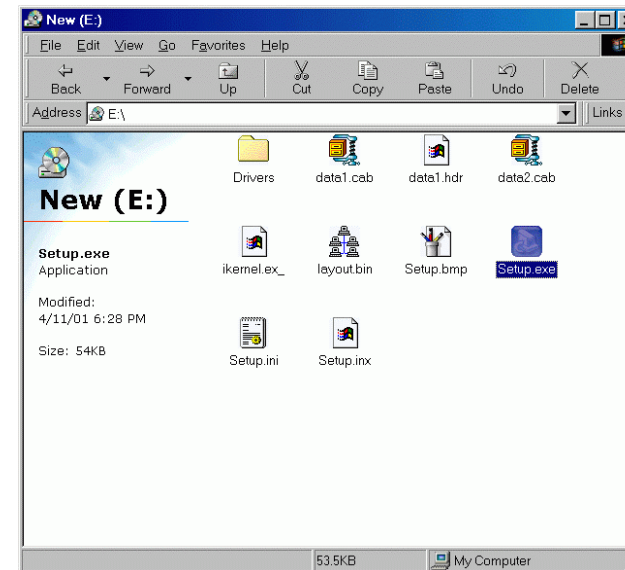 New (E:)
File Edit View Go Favorites Help
Back Forward Up Cut Copy Paste Undo Delete
Address E:\ Links
New (E:)
Setup.exe
Application
Modified:
4/11/01 6:28 PM
Size: 54KB
Drivers data1.cab data1.hdr data2.cab
ikernel.ex_ layout.bin Setup.bmp Setup.exe
Setup.ini Setup.inx
53.5KB My Computer